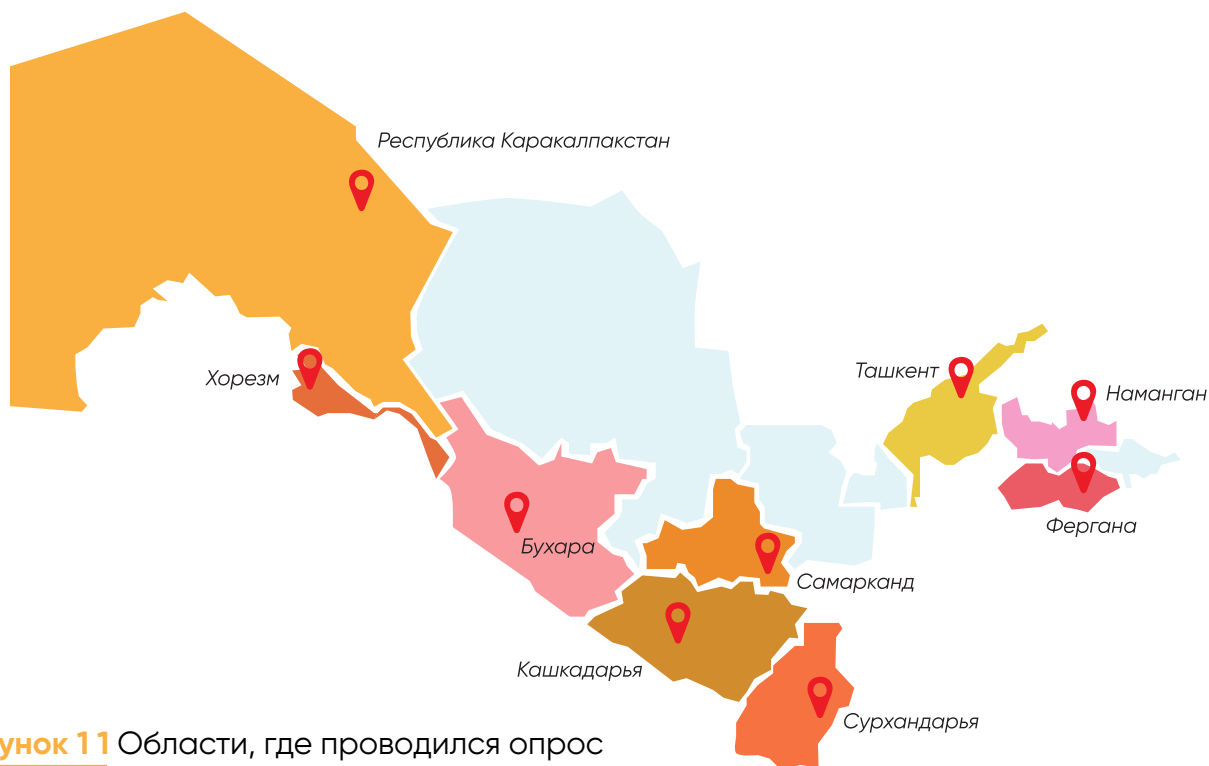 Республика Каракалпакстан
Хорезм
Ташкент
Наманган
Бухара
Фергана
Самарканд
Кашкадарья
Сурхандарья
унок 11 Области, где проводился опрос